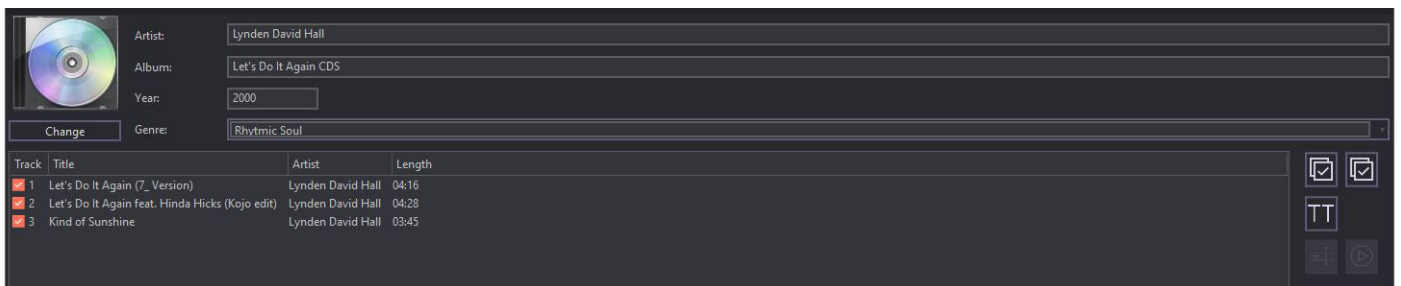 Artist: Lynden David Hall
Album: Let's Do It Again CDS
Year: 2000
Change Genre: Rhytmic Soul
Track Title Artist Length
1 Let's Do It Again (7_ Version) Lynden David Hall 04:16
2 Let's Do It Again feat. Hinda Hicks (Kojo edit) Lynden David Hall 04:28
3 Kind of Sunshine Lynden David Hall 03:45
TT